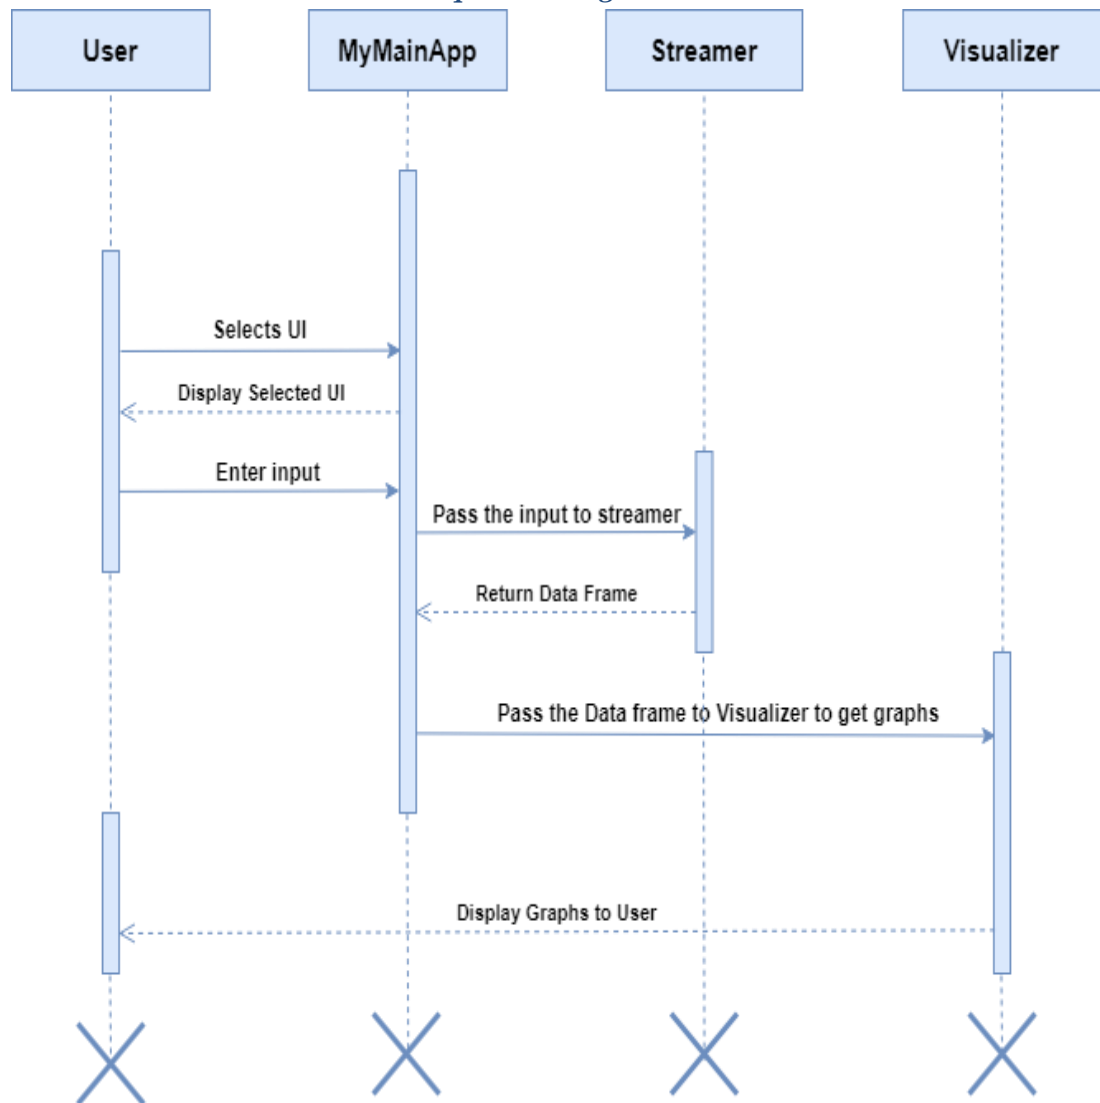 User
MyMainApp
Streamer
Visualizer
Selects UI
Display Selected UI
Enter input
Pass the input to streamer
Return Data Frame
Pass the Data frame to Visualizer to get graphs
Display Graphs to User